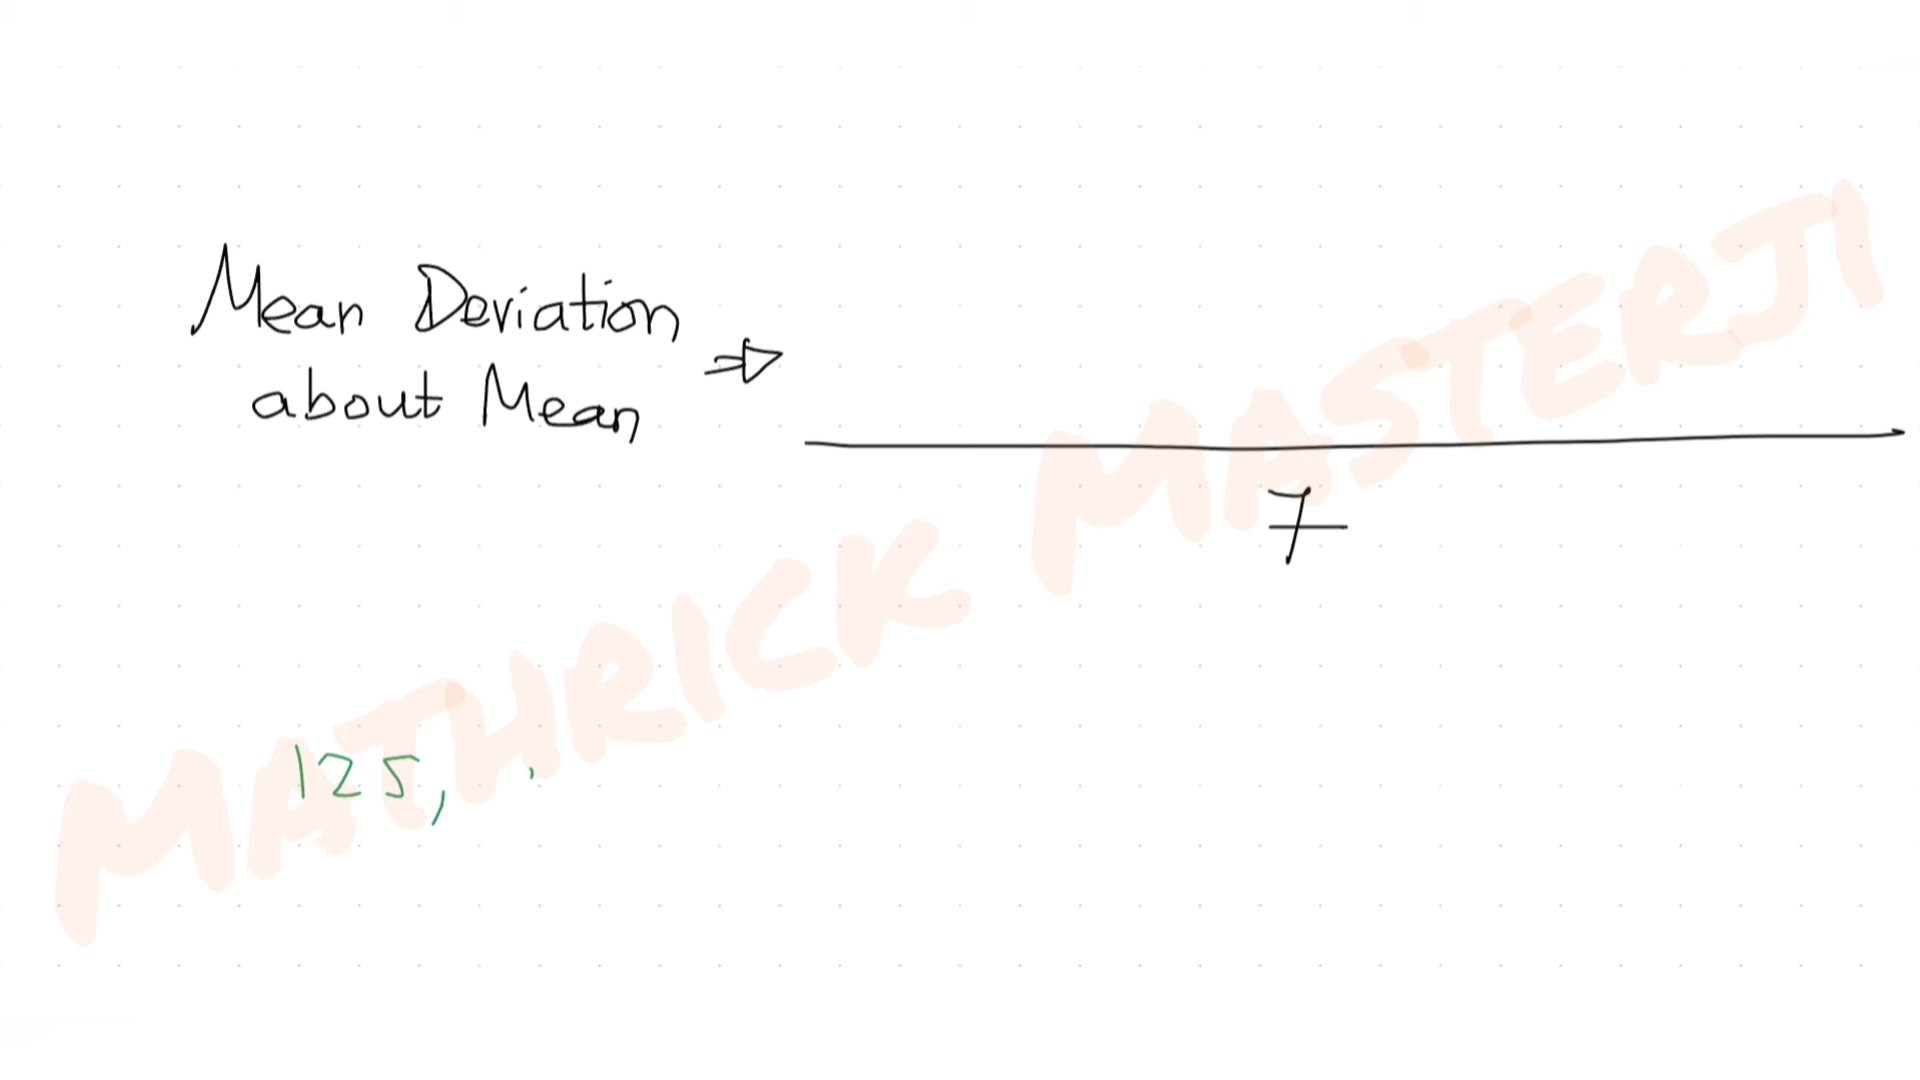 Mean Deviation
about Mean ⇒
7
125,
MATHRICK MASTERJI